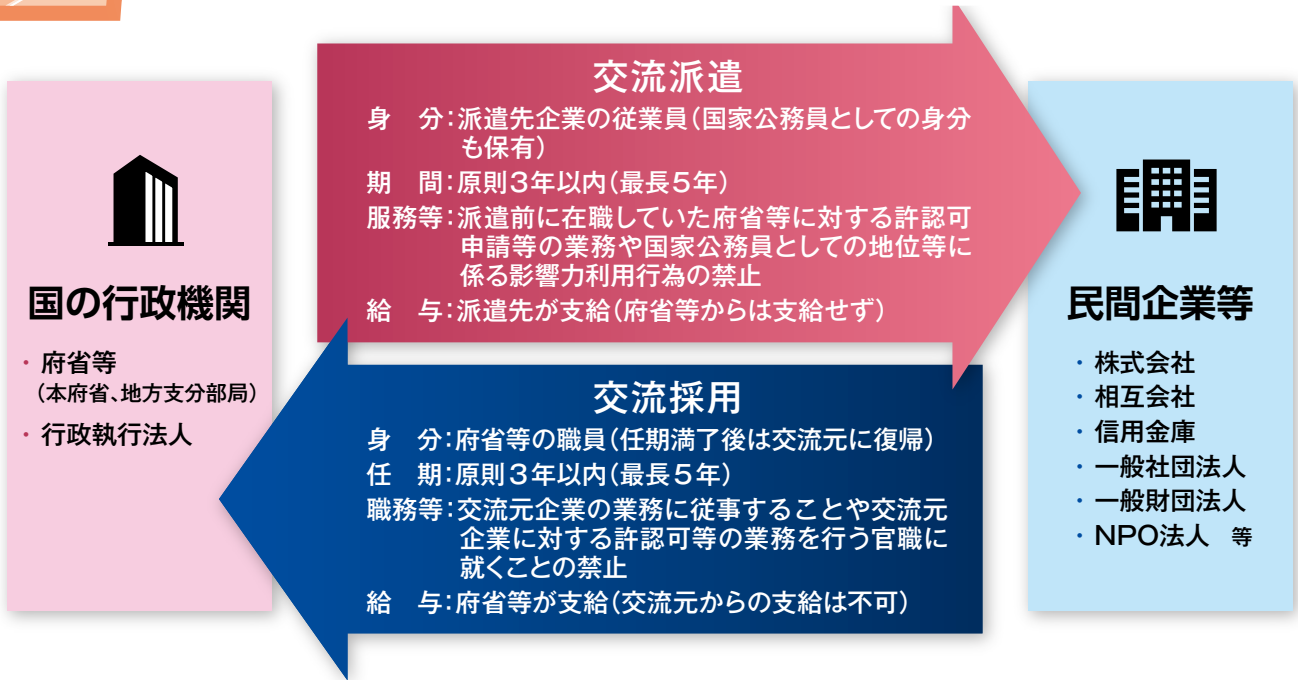 国の行政機関
・ 府省等
（本府省、地方支分部局）
・ 行政執行法人
交流派遣
身　分：派遣先企業の従業員（国家公務員としての身分
も保有）
期　間：原則3年以内（最長5年）
服務等：派遣前に在職していた府省等に対する許認可
申請等の業務や国家公務員としての地位等に
係る影響力利用行為の禁止
給　与：派遣先が支給（府省等からは支給せず）
交流採用
身　分：府省等の職員（任期満了後は交流元に復帰）
任　期：原則3年以内（最長5年）
職務等：交流元企業の業務に従事することや交流元
企業に対する許認可等の業務を行う官職に
就くことの禁止
給　与：府省等が支給（交流元からの支給は不可）
民間企業等
・ 株式会社
・ 相互会社
・ 信用金庫
・ 一般社団法人
・ 一般財団法人
・ NPO法人　等